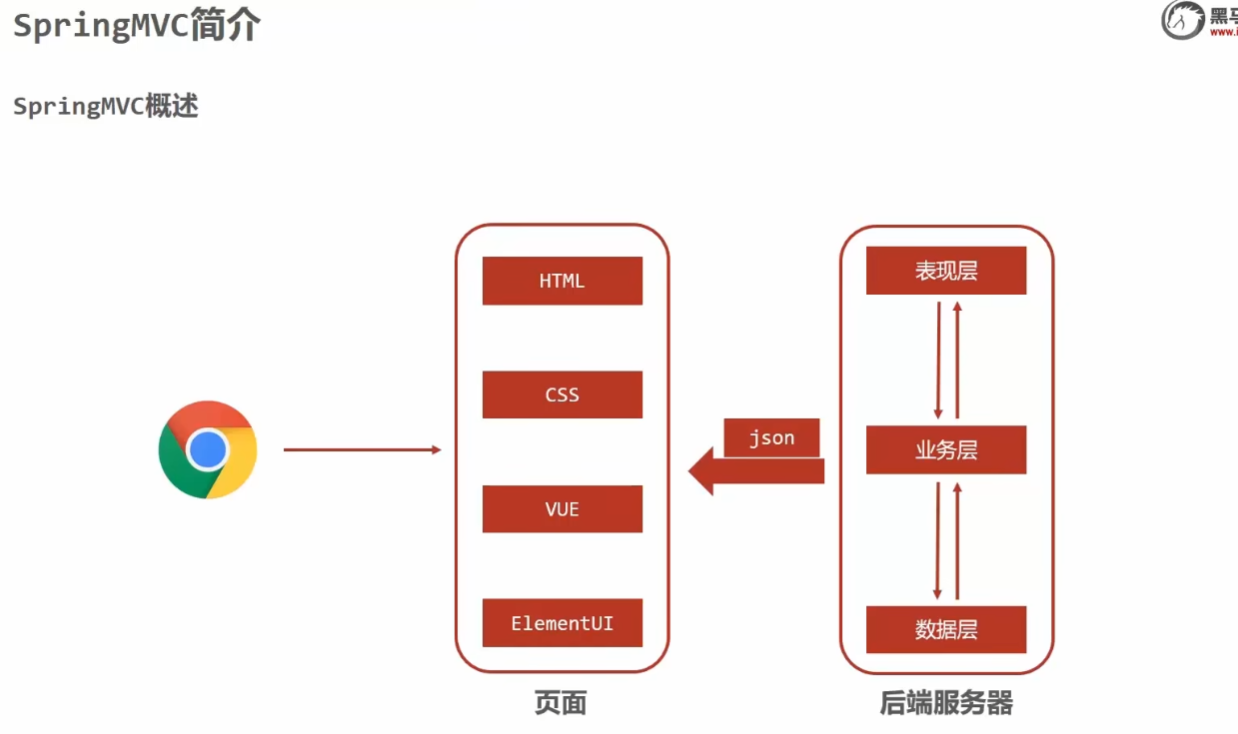 SpringMVC简介
黑马
www.i
SpringMVC概述
HTML
CSS
VUE
ElementUI
页面
json
表现层
业务层
数据层
后端服务器